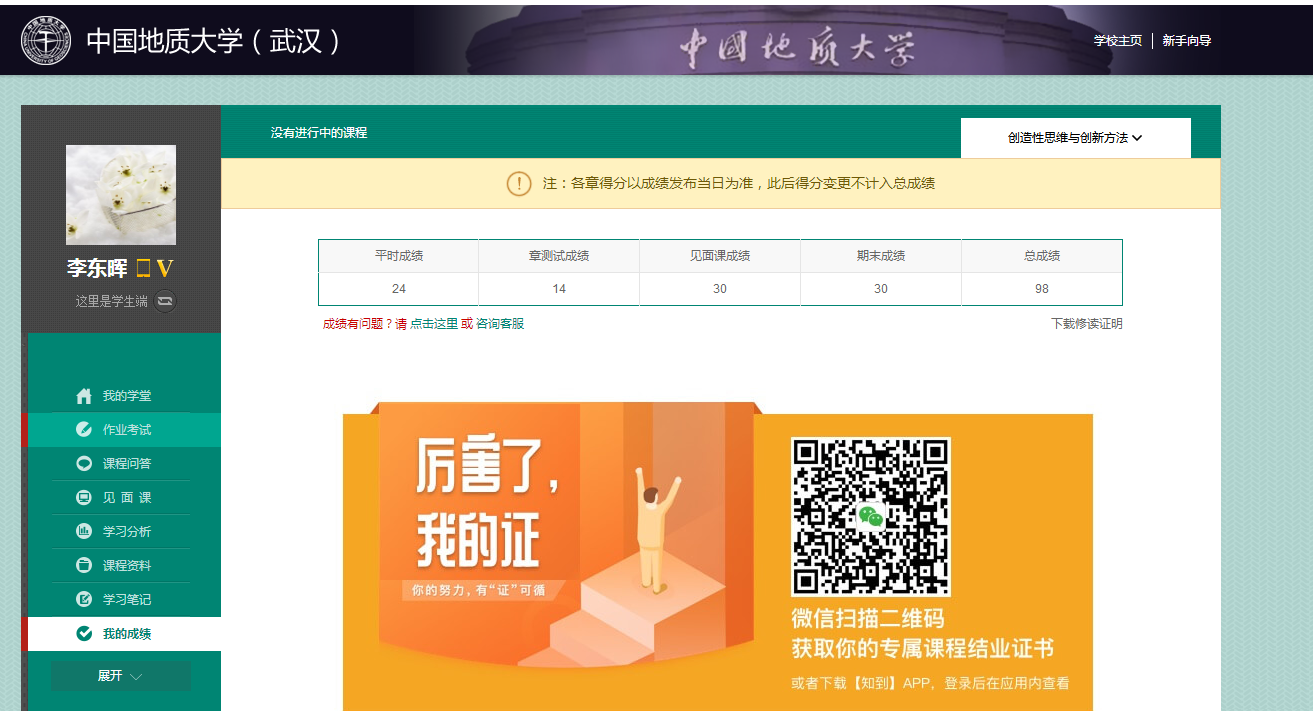 中国地质大学（武汉）
中國地质大学
学校主页 新手向导
没有进行中的课程
创造性思维与创新方法
注：各章得分以成绩发布当日为准，此后得分变更不计入总成绩
李东晖 V
这里是学生端
平时成绩 章测试成绩 见面课成绩 期末成绩 总成绩
24 14 30 30 98
成绩有问题？请 点击这里 或 咨询客服
下载修读证明
我的学堂
作业考试
课程问答
见 面 课
学习分析
课程资料
学习笔记
我的成绩
展开
厉害了，
我的证
你的努力，有“证”可循
微信扫描二维码
获取你的专属课程结业证书
或者下载【知到】APP，登录后在应用内查看